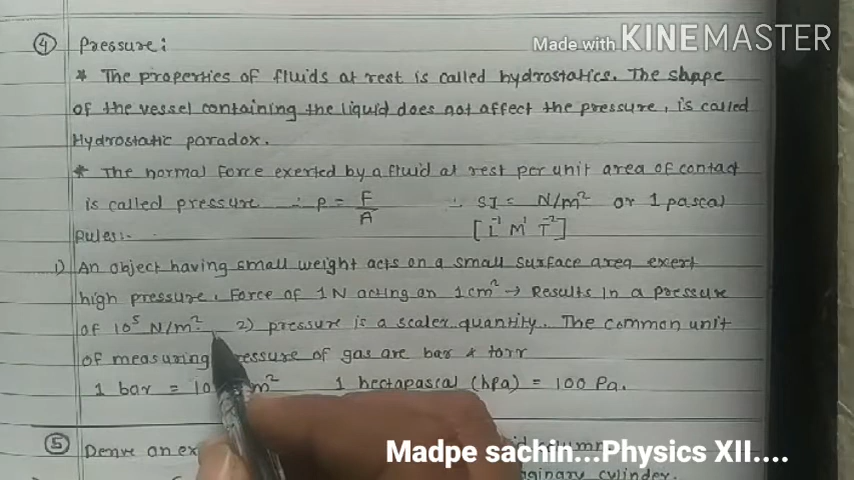 Made with KINEMASTER
④ Pressure:
* The properties of fluids at rest is called hydrostatics. The shape
of the vessel containing the liquid does not affect the pressure, is called
Hydrostatic paradox.
* The normal force exerted by a fluid at rest per unit area of contact
is called pressure ∴ P = F/A ∴ SI = N/m² or 1 pascal
Rules:- [L⁻¹ M¹ T⁻²]
1) An object having small weight acts on a small surface area exert
high pressure. Force of 1N acting on 1cm² → Results in a pressure
of 10⁵ N/m². 2) pressure is a scaler quantity. The common unit
of measuring pressure of gas are bar & torr
1 bar = 10 m² 1 hectapascal (hpa) = 100 Pa.
⑤ Derive an ex
Madpe sachin...Physics XII....
aginary cylinder.